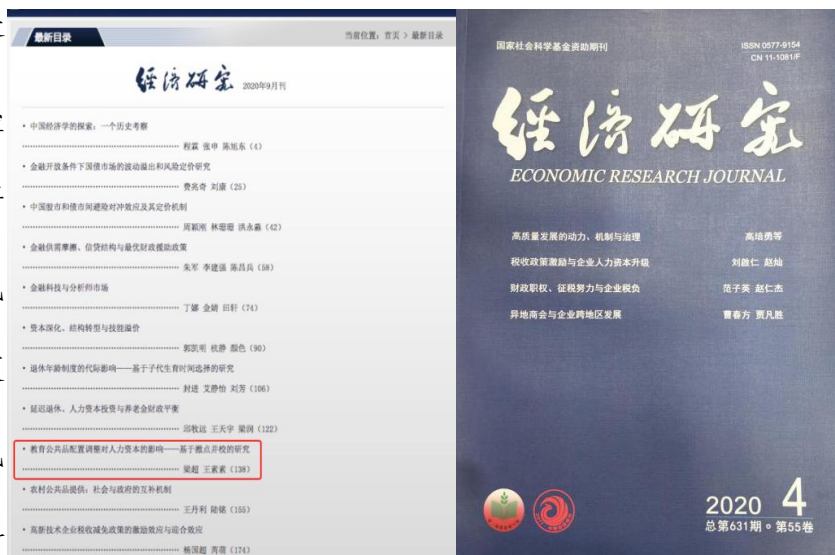 最新目录
当前位置：首页 > 最新目录
经济研究 2020年9月刊
• 中国经济学的探索：一个历史考察
程霖 张申 陈旭东（4）
• 金融开放条件下国债市场的波动溢出和风险定价研究
费兆奇 刘康（25）
• 中国股市和债市间避险对冲效应及其定价机制
周颖刚 林珊珊 洪永淼（42）
• 金融供需摩擦、信贷结构与最优财政援助政策
朱军 李建强 陈昌兵（58）
• 金融科技与分析师市场
丁娜 金婧 田轩（74）
• 资本深化、结构转型与技能溢价
郭凯明 杭静 颜色（90）
• 退休年龄制度的代际影响——基于子代生育时间选择的研究
封进 艾静怡 刘芳（106）
• 延迟退休、人力资本投资与养老金财政平衡
邱牧远 王天宇 梁润（122）
• 教育公共品配置调整对人力资本的影响——基于撤点并校的研究
梁超 王素素（138）
• 农村公共品提供：社会与政府的互补机制
王丹利 陆铭（155）
• 高新技术企业税收减免政策的激励效应与迎合效应
杨国超 芮萌（174）
国家社会科学基金资助期刊
ISSN 0577-9154
CN 11-1081/F
经济研究
ECONOMIC RESEARCH JOURNAL
高质量发展的动力、机制与治理 高培勇等
税收政策激励与企业人力资本升级 刘啟仁 赵灿
财政职权、征税努力与企业税负 范子英 赵仁杰
异地商会与企业跨地区发展 曹春方 贾凡胜
2020 4
总第631期 • 第55卷